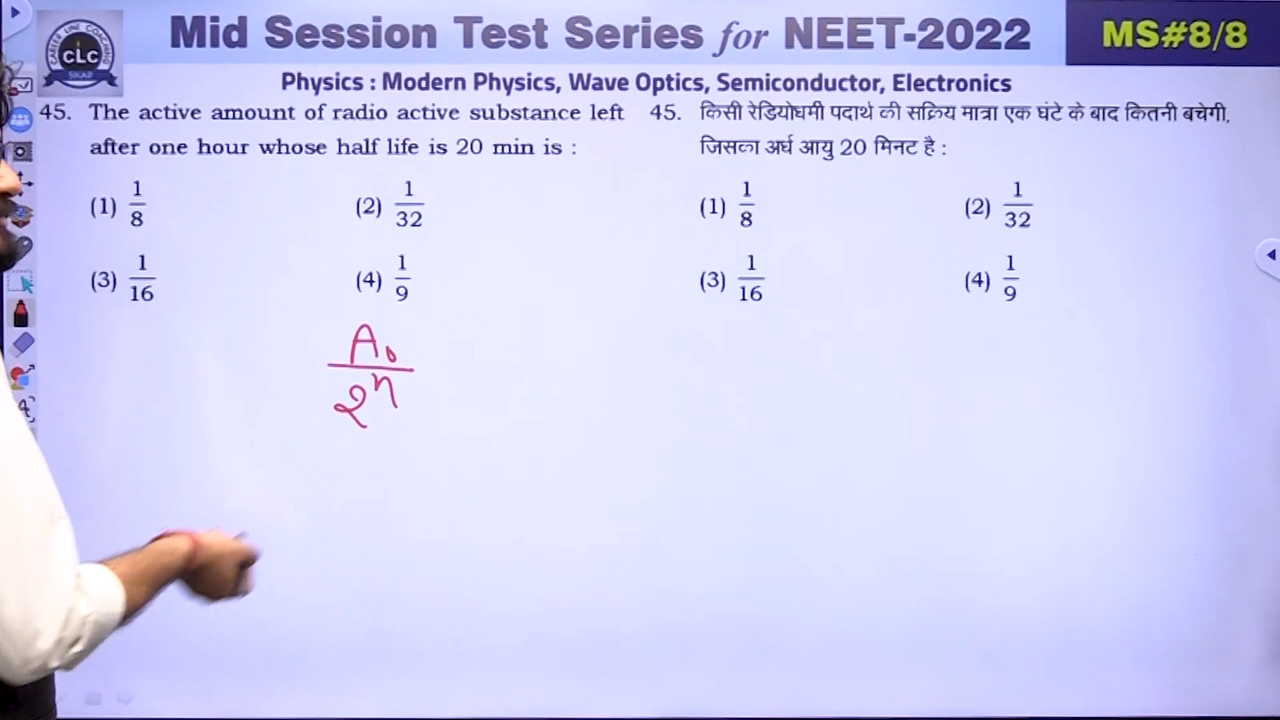 Mid Session Test Series for NEET-2022
MS#8/8
CLC
SIKAR
Physics : Modern Physics, Wave Optics, Semiconductor, Electronics
45. The active amount of radio active substance left
after one hour whose half life is 20 min is :
(1) 1/8 (2) 1/32
(3) 1/16 (4) 1/9
45. किसी रेडियोधर्मी पदार्थ की सक्रिय मात्रा एक घंटे के बाद कितनी बचेगी,
जिसका अर्ध आयु 20 मिनट है :
(1) 1/8 (2) 1/32
(3) 1/16 (4) 1/9
A₀
2ⁿ